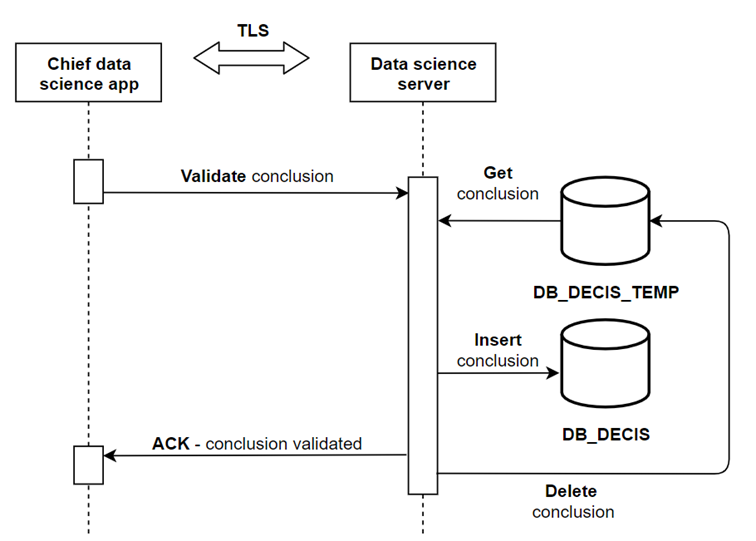 TLS
Chief data
science app
Data science
server
Validate conclusion
Get
conclusion
DB_DECIS_TEMP
Insert
conclusion
DB_DECIS
ACK - conclusion validated
Delete
conclusion